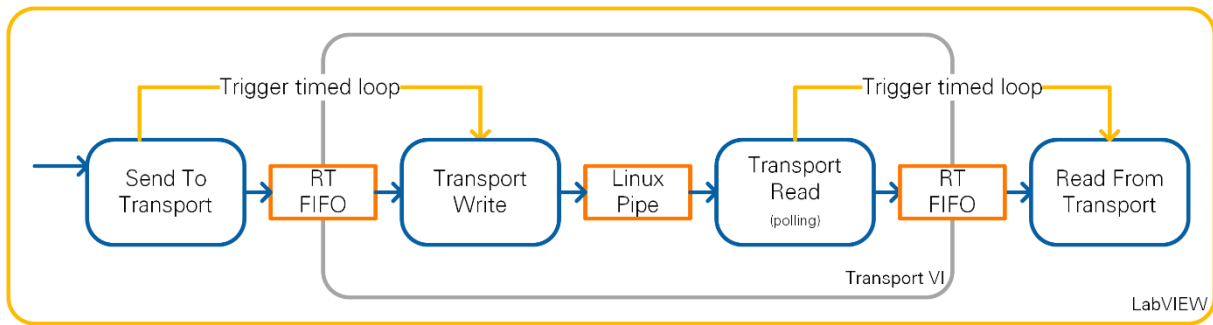 Trigger timed loop
Trigger timed loop
Send To
Transport
RT
FIFO
Transport
Write
Linux
Pipe
Transport
Read
(polling)
RT
FIFO
Read From
Transport
Transport VI
LabVIEW